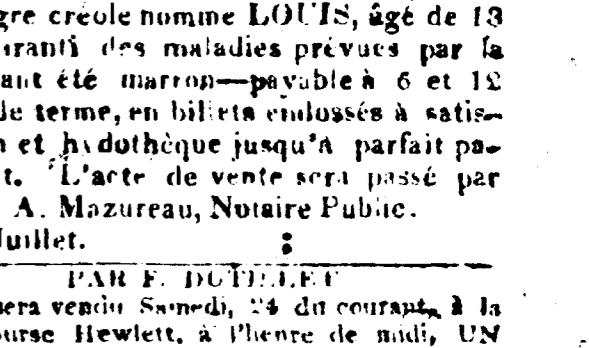 gre créole nomme LOUIS, âgé de 13
uranti des maladies prévues par la
ant été marron—payable à 6 et 12
de terme, en billets endossés à satis-
n et hydothèque jusqu'à parfait pa-
t. L'acte de vente sera passé par
A. Mazureau, Notaire Public.
Juillet.
PAR F. DUTILLET
sera vendu Samedi, 24 du courant, à la
ourse Hewlett, à l'heure de midi, UN